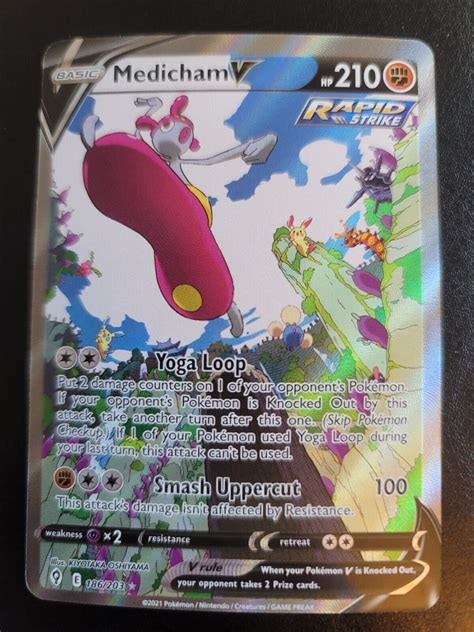 BASIC Medicham V HP 210
RAPID
STRIKE
Yoga Loop
Put 2 damage counters on 1 of your opponent's Pokémon.
If your opponent's Pokémon is Knocked Out by this
attack, take another turn after this one. (Skip Pokémon
Checkup.) If 1 of your Pokémon used Yoga Loop during
your last turn, this attack can't be used.
Smash Uppercut 100
This attack's damage isn't affected by Resistance.
weakness ×2 resistance retreat
Illus. KIYOTAKA OSHIYAMA
V rule When your Pokémon V is Knocked Out,
your opponent takes 2 Prize cards.
E 186/203
©2021 Pokémon / Nintendo / Creatures / GAME FREAK